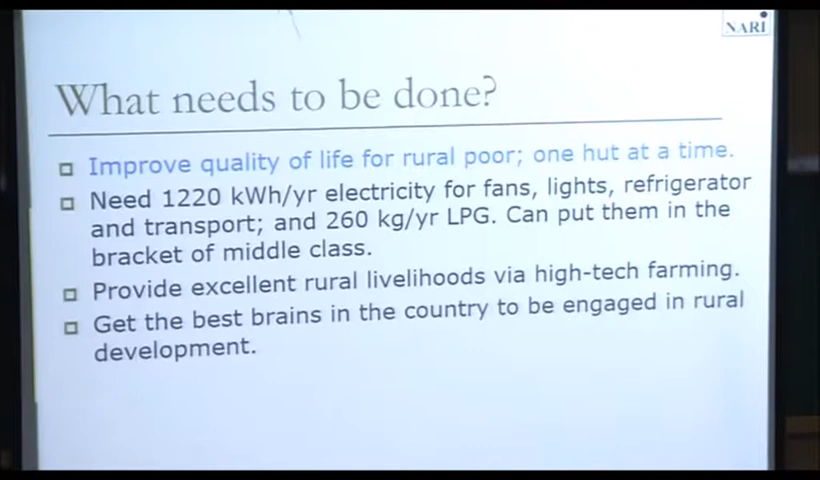 NARI
What needs to be done?
Improve quality of life for rural poor; one hut at a time.
Need 1220 kWh/yr electricity for fans, lights, refrigerator
and transport; and 260 kg/yr LPG. Can put them in the
bracket of middle class.
Provide excellent rural livelihoods via high-tech farming.
Get the best brains in the country to be engaged in rural
development.